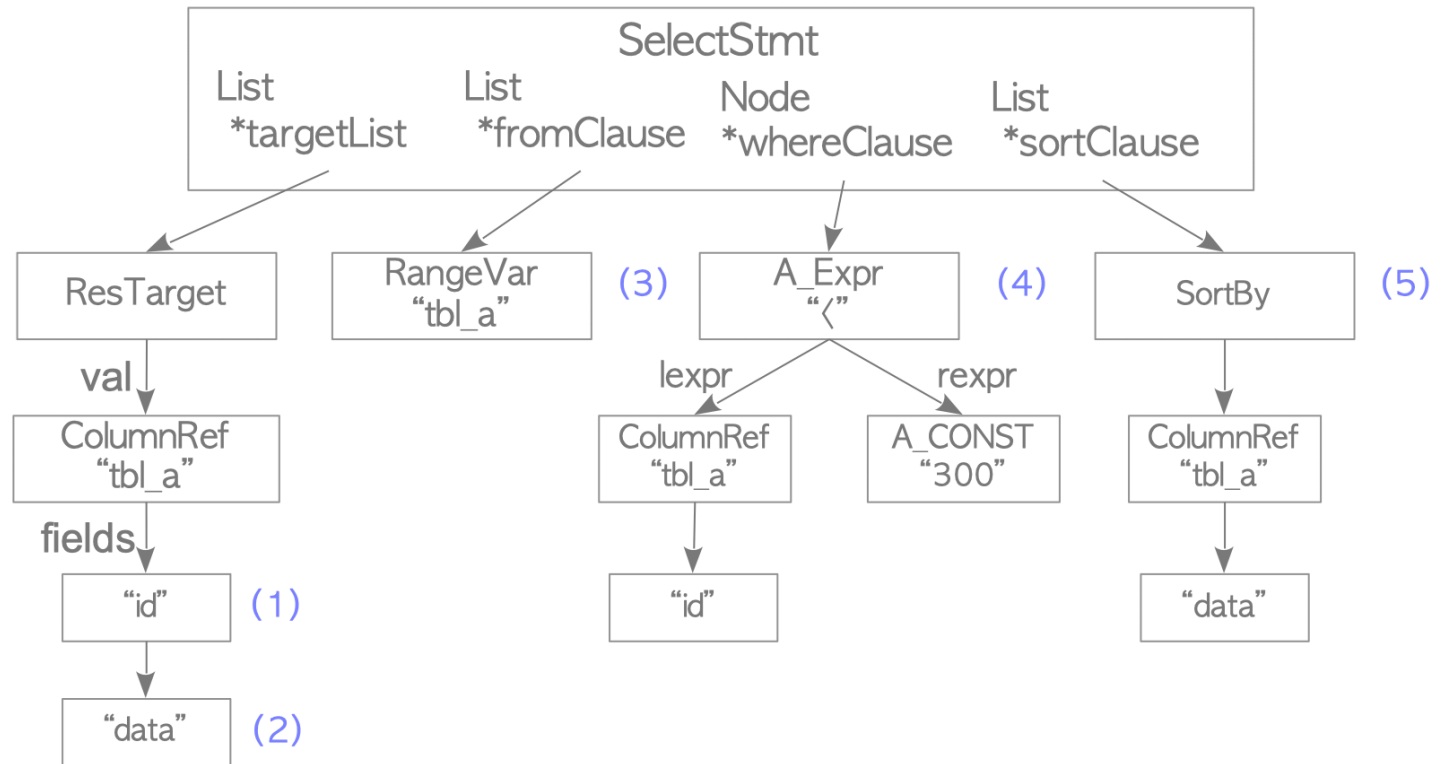 SelectStmt
List
*targetList
List
*fromClause
Node
*whereClause
List
*sortClause
ResTarget
RangeVar
“tbl_a”
(3)
A_Expr
“〈”
(4)
SortBy
(5)
val
lexpr
rexpr
ColumnRef
“tbl_a”
ColumnRef
“tbl_a”
A_CONST
“300”
ColumnRef
“tbl_a”
fields
“id”
(1)
“id”
“data”
“data”
(2)